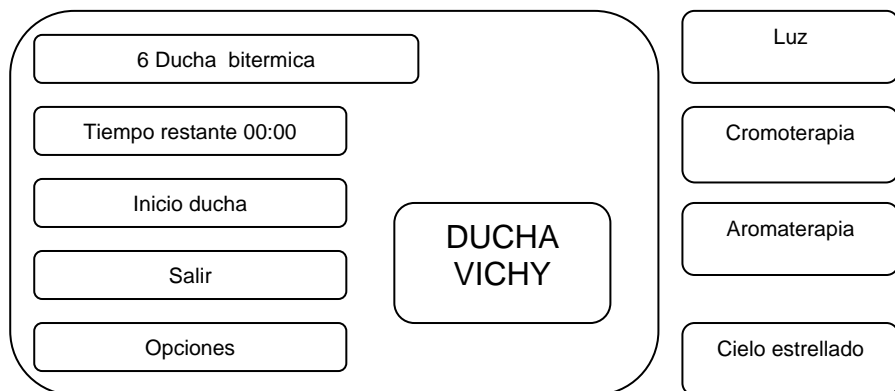 6 Ducha  bitermica
Tiempo restante 00:00
Inicio ducha
Salir
Opciones
DUCHA
VICHY
Luz
Cromoterapia
Aromaterapia
Cielo estrellado